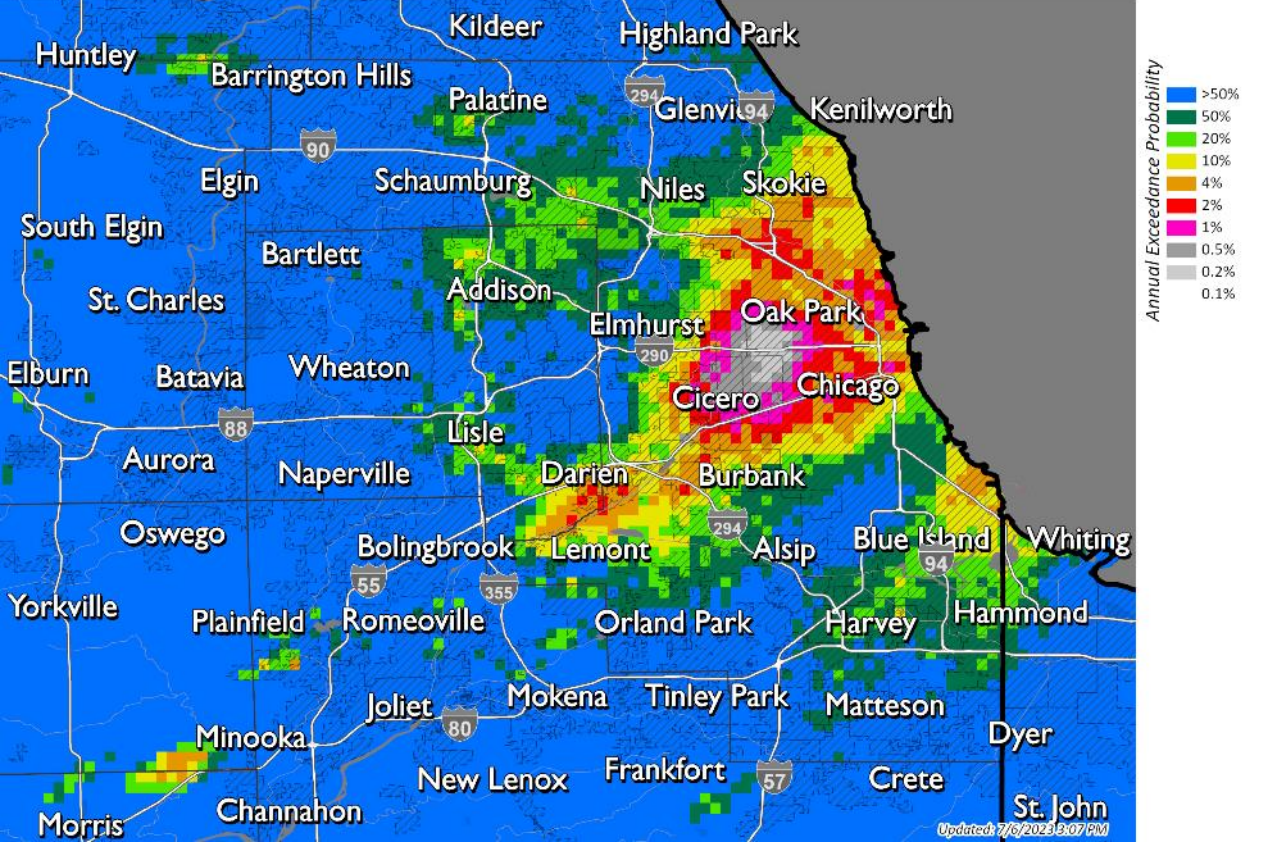 Kildeer
Highland Park
Huntley
Barrington Hills
294
Palatine
Glenvie
94
Kenilworth
90
Elgin
Schaumburg
Niles
Skokie
South Elgin
Bartlett
St. Charles
Addison
Oak Park
Elmhurst
290
Elburn
Batavia
Wheaton
Cicero
Chicago
88
Lisle
Aurora
Naperville
Darien
Burbank
Oswego
Bolingbrook
Lemont
294
Alsip
Blue Island
Whiting
94
55
355
Yorkville
Plainfield
Romeoville
Orland Park
Harvey
Hammond
Joliet
Mokena
Tinley Park
Matteson
80
Minooka
Dyer
New Lenox
Frankfort
57
Crete
Channahon
Morris
St. John
Updated: 7/6/2023 3:07 PM
Annual Exceedance Probability
>50%
50%
20%
10%
4%
2%
1%
0.5%
0.2%
0.1%